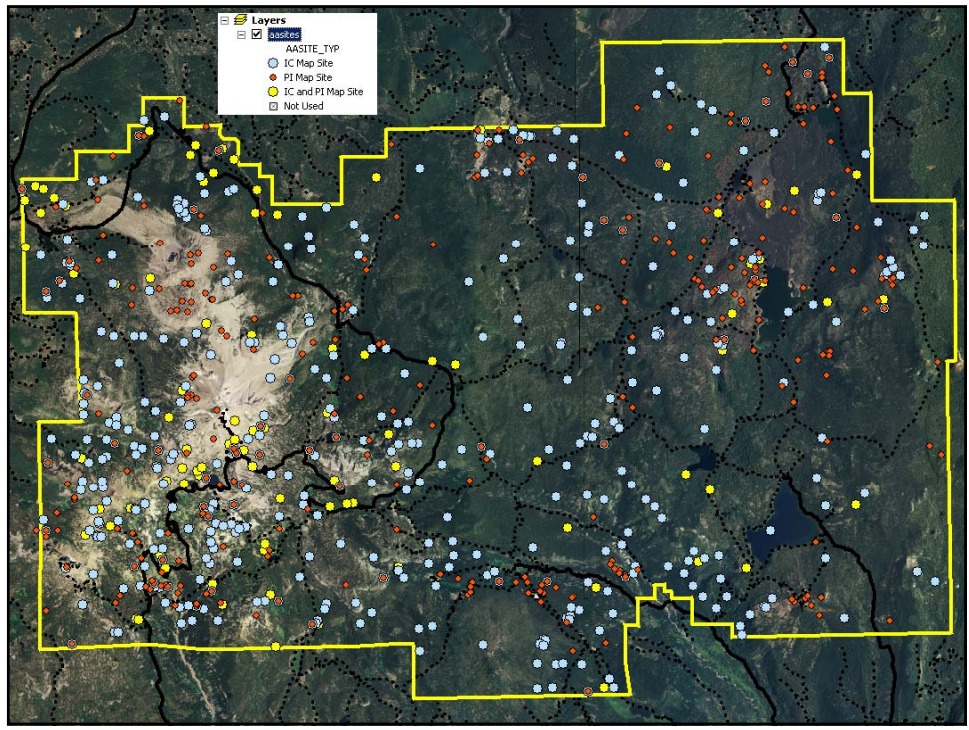 Layers
aasites
AASITE_TYP
IC Map Site
PI Map Site
IC and PI Map Site
Not Used